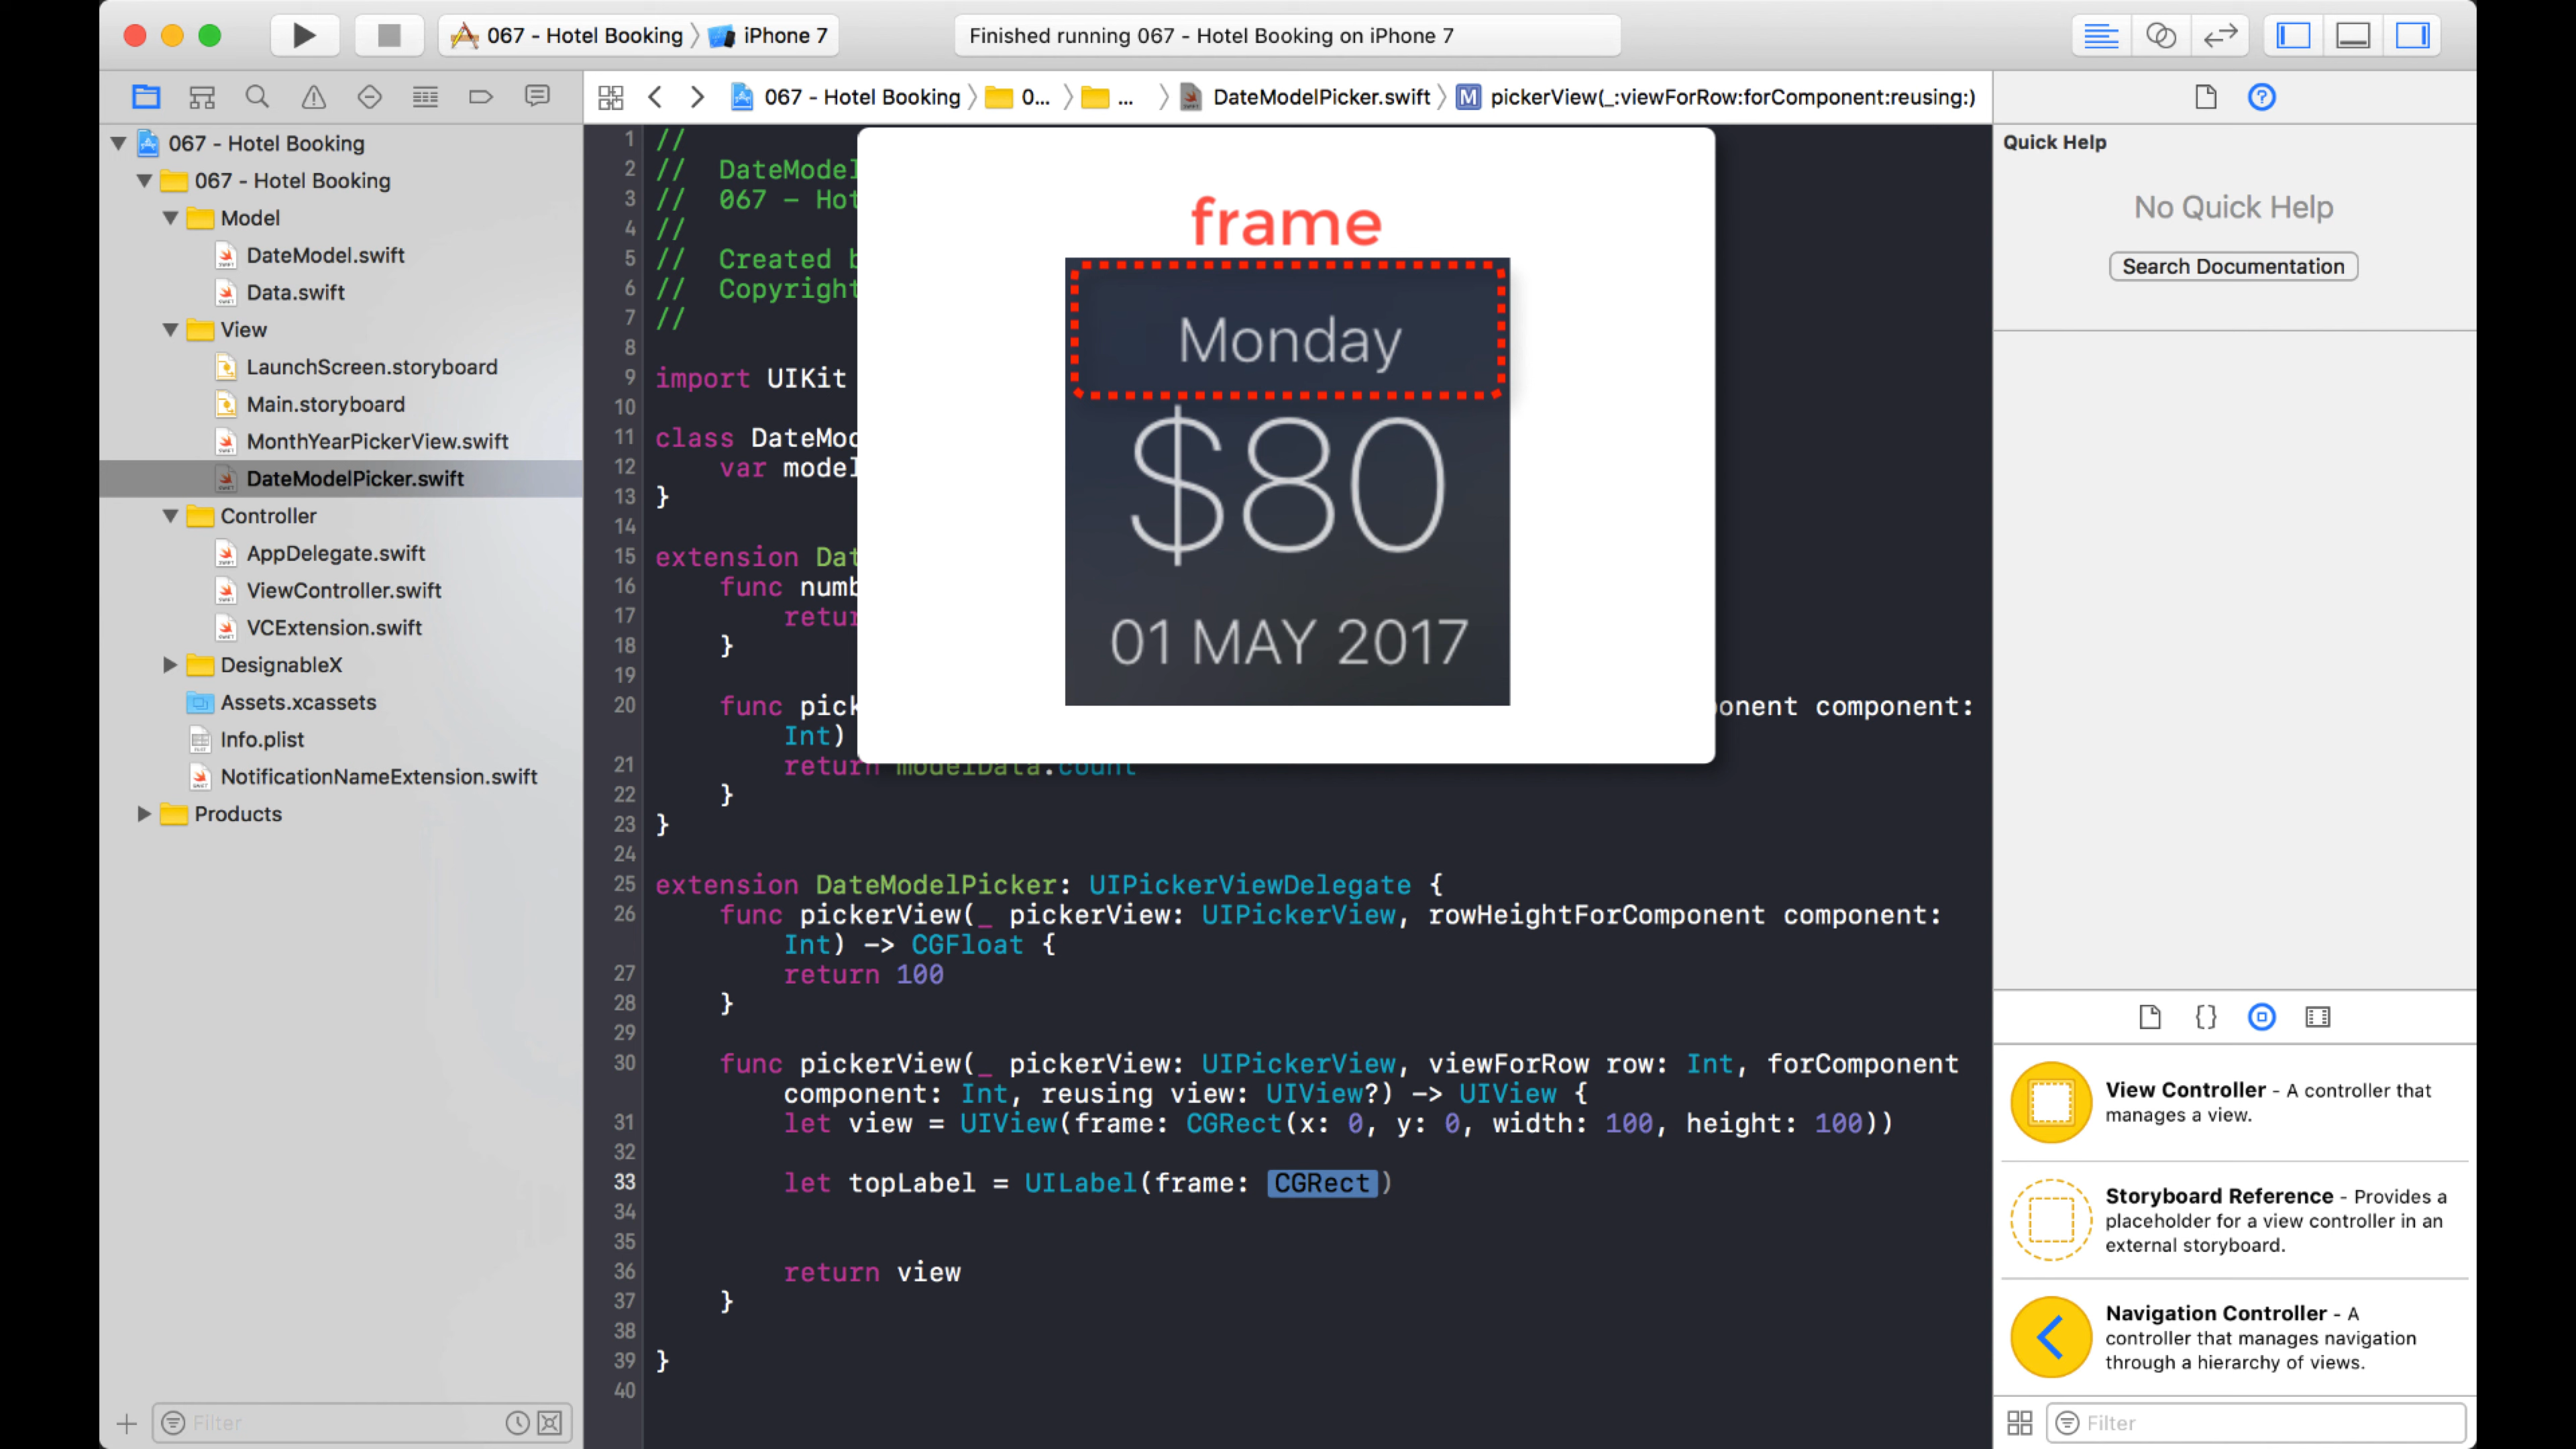 067 - Hotel Booking
iPhone 7
Finished running 067 - Hotel Booking on iPhone 7
067 - Hotel Booking
0...
...
DateModelPicker.swift
M
pickerView(_:viewForRow:forComponent:reusing:)
067 - Hotel Booking
067 - Hotel Booking
Model
DateModel.swift
Data.swift
View
LaunchScreen.storyboard
Main.storyboard
MonthYearPickerView.swift
DateModelPicker.swift
Controller
AppDelegate.swift
ViewController.swift
VCExtension.swift
DesignableX
Assets.xcassets
Info.plist
NotificationNameExtension.swift
Products
Filter
1 //
2 // DateModel
3 // 067 - Hot
4 //
5 // Created b
6 // Copyright
7 //
8
9 import UIKit
10
11 class DateMod
12 var model
13 }
14
15 extension Dat
16 func numb
17 retur
18 }
19
20 func pick onent component:
Int)
21 return modelData.count
22 }
23 }
24
25 extension DateModelPicker: UIPickerViewDelegate {
26 func pickerView(_ pickerView: UIPickerView, rowHeightForComponent component:
Int) -> CGFloat {
27 return 100
28 }
29
30 func pickerView(_ pickerView: UIPickerView, viewForRow row: Int, forComponent
component: Int, reusing view: UIView?) -> UIView {
31 let view = UIView(frame: CGRect(x: 0, y: 0, width: 100, height: 100))
32
33 let topLabel = UILabel(frame: CGRect)
34
35
36 return view
37 }
38
39 }
40
frame
Monday
$80
01 MAY 2017
Quick Help
No Quick Help
Search Documentation
View Controller - A controller that
manages a view.
Storyboard Reference - Provides a
placeholder for a view controller in an
external storyboard.
Navigation Controller - A
controller that manages navigation
through a hierarchy of views.
Filter